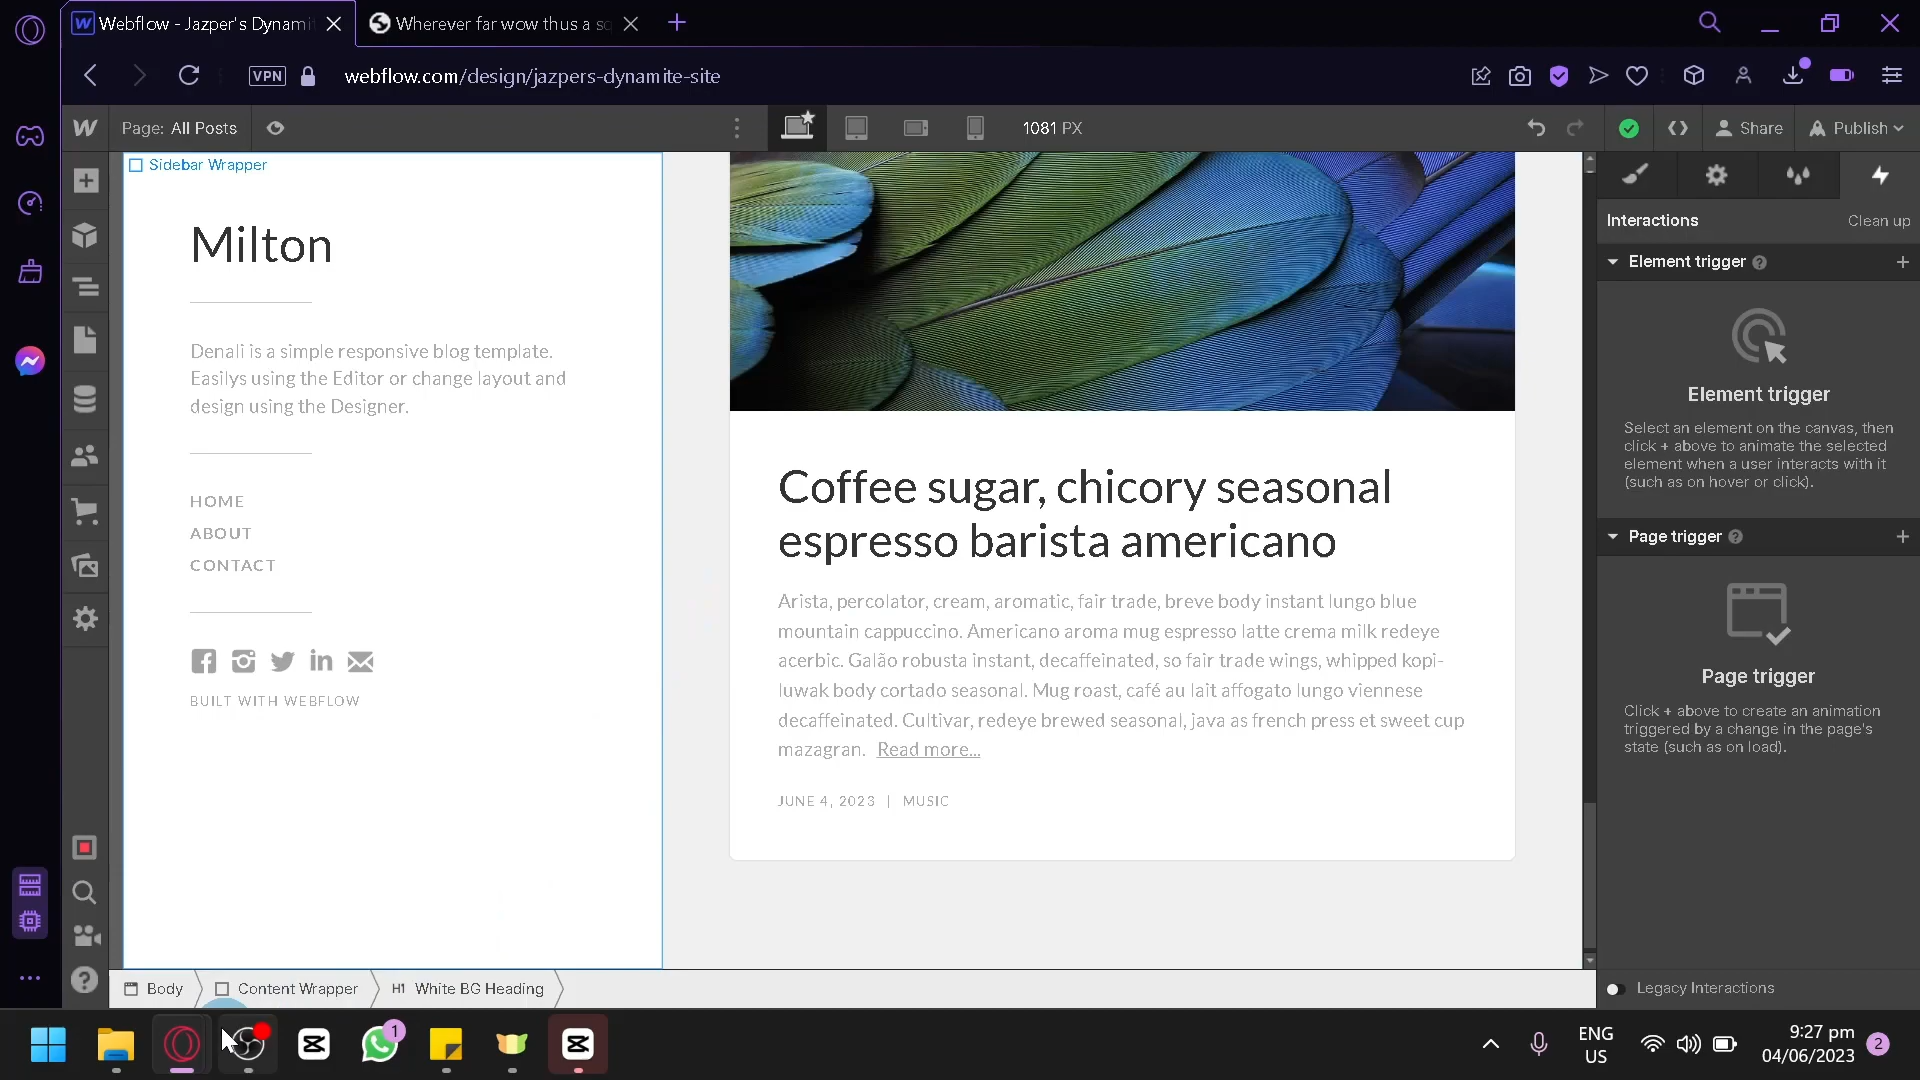 Webflow - Jazper's Dynami
Wherever far wow thus a sq
VPN
webflow.com/design/jazpers-dynamite-site
Page: All Posts
1081 PX
Share
Publish
Sidebar Wrapper
Milton
Denali is a simple responsive blog template.
Easilys using the Editor or change layout and
design using the Designer.
HOME
ABOUT
CONTACT
BUILT WITH WEBFLOW
Coffee sugar, chicory seasonal
espresso barista americano
Arista, percolator, cream, aromatic, fair trade, breve body instant lungo blue
mountain cappuccino. Americano aroma mug espresso latte crema milk redeye
acerbic. Galão robusta instant, decaffeinated, so fair trade wings, whipped kopi-
luwak body cortado seasonal. Mug roast, café au lait affogato lungo viennese
decaffeinated. Cultivar, redeye brewed seasonal, java as french press et sweet cup
mazagran. Read more...
JUNE 4, 2023 | MUSIC
Interactions
Clean up
Element trigger
Element trigger
Select an element on the canvas, then
click + above to animate the selected
element when a user interacts with it
(such as on hover or click).
Page trigger
Page trigger
Click + above to create an animation
triggered by a change in the page's
state (such as on load).
Legacy Interactions
Body
Content Wrapper
H1 White BG Heading
1
ENG
US
9:27 pm
04/06/2023
2